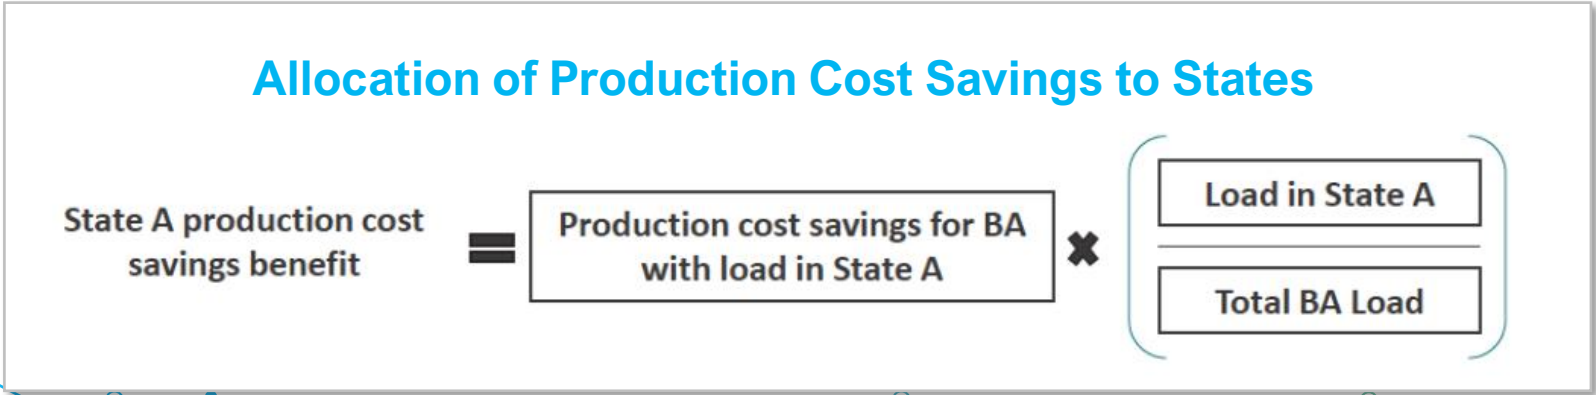 Allocation of Production Cost Savings to States
State A production cost
savings benefit
=
Production cost savings for BA
with load in State A
✖
Load in State A
Total BA Load